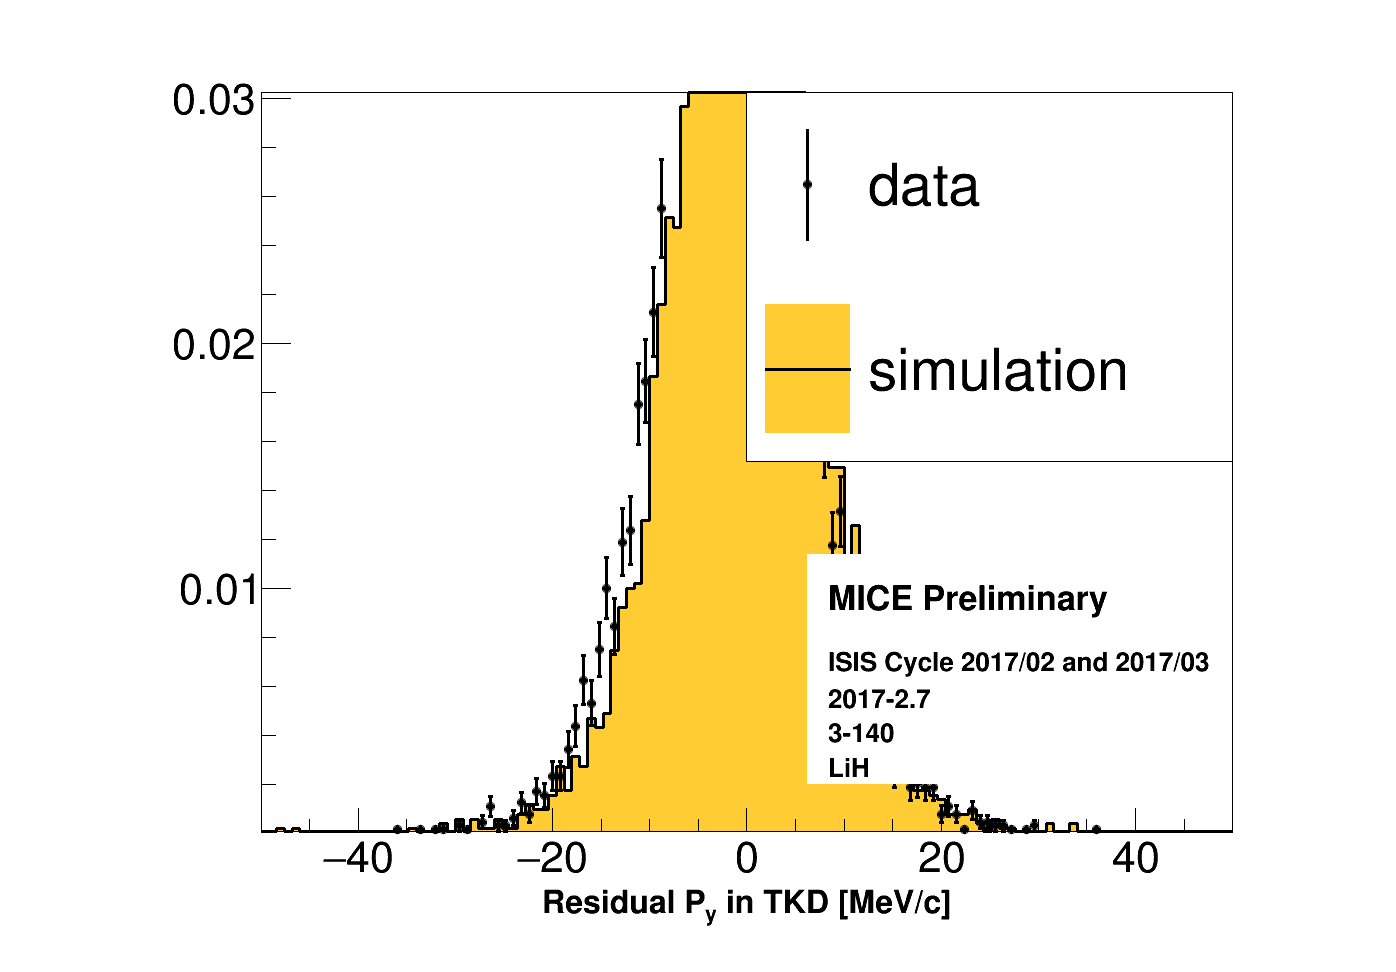 0.03
data
0.02
simulation
0.01
MICE Preliminary
ISIS Cycle 2017/02 and 2017/03
2017-2.7
3-140
LiH
−40 −20 0 20 40
Residual Py in TKD [MeV/c]